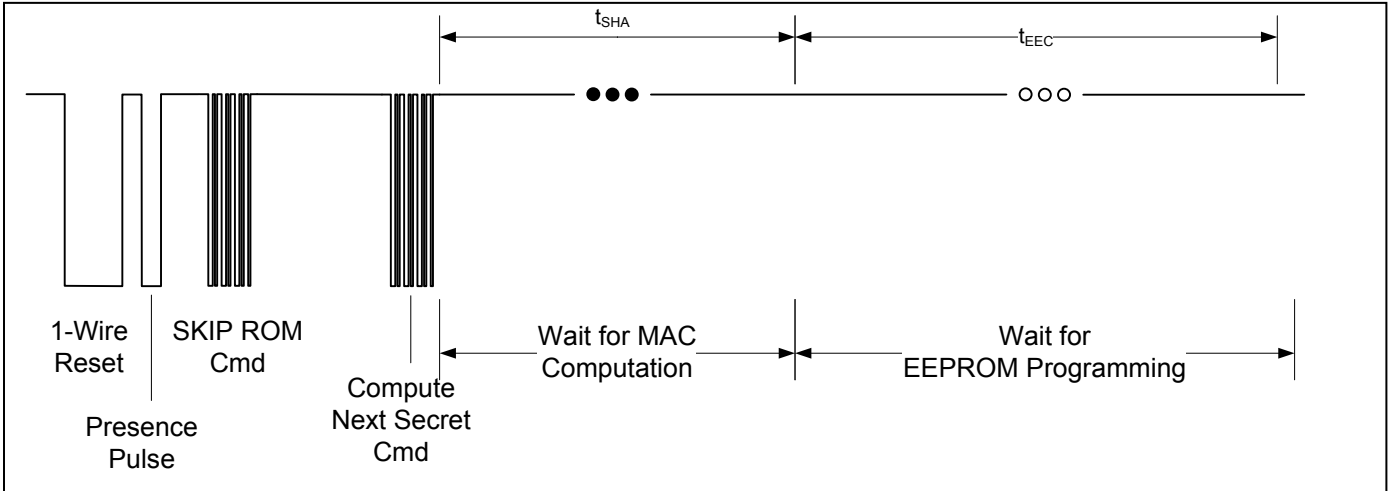 tSHA
tEEC
1-Wire
Reset
SKIP ROM
Cmd
Presence
Pulse
Compute
Next Secret
Cmd
Wait for MAC
Computation
Wait for
EEPROM Programming